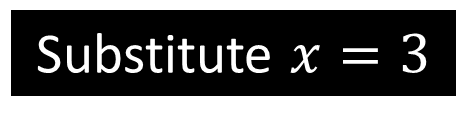 Substitute x = 3